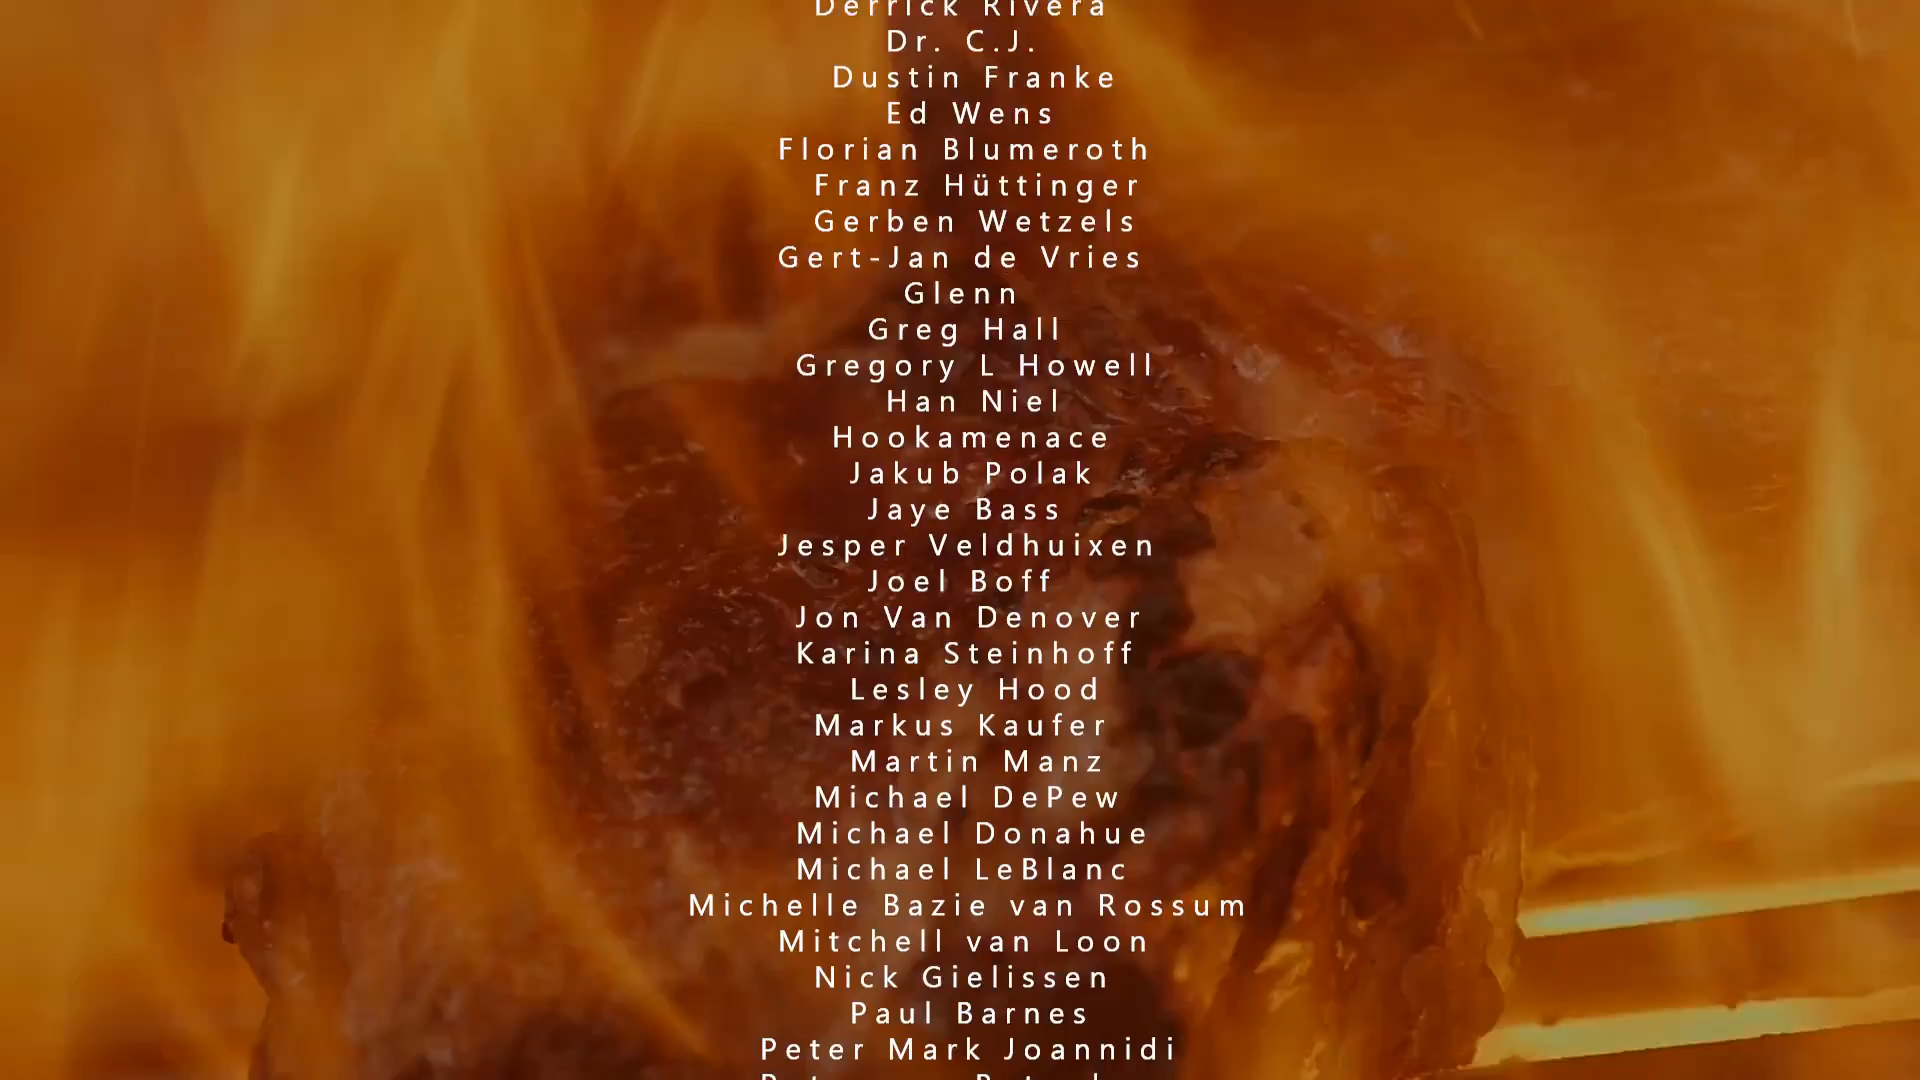 Derrick Rivera
Dr. C.J.
Dustin Franke
Ed Wens
Florian Blumeroth
Franz Hüttinger
Gerben Wetzels
Gert-Jan de Vries
Glenn
Greg Hall
Gregory L Howell
Han Niel
Hookamenace
Jakub Polak
Jaye Bass
Jesper Veldhuixen
Joel Boff
Jon Van Denover
Karina Steinhoff
Lesley Hood
Markus Kaufer
Martin Manz
Michael DePew
Michael Donahue
Michael LeBlanc
Michelle Bazie van Rossum
Mitchell van Loon
Nick Gielissen
Paul Barnes
Peter Mark Joannidi